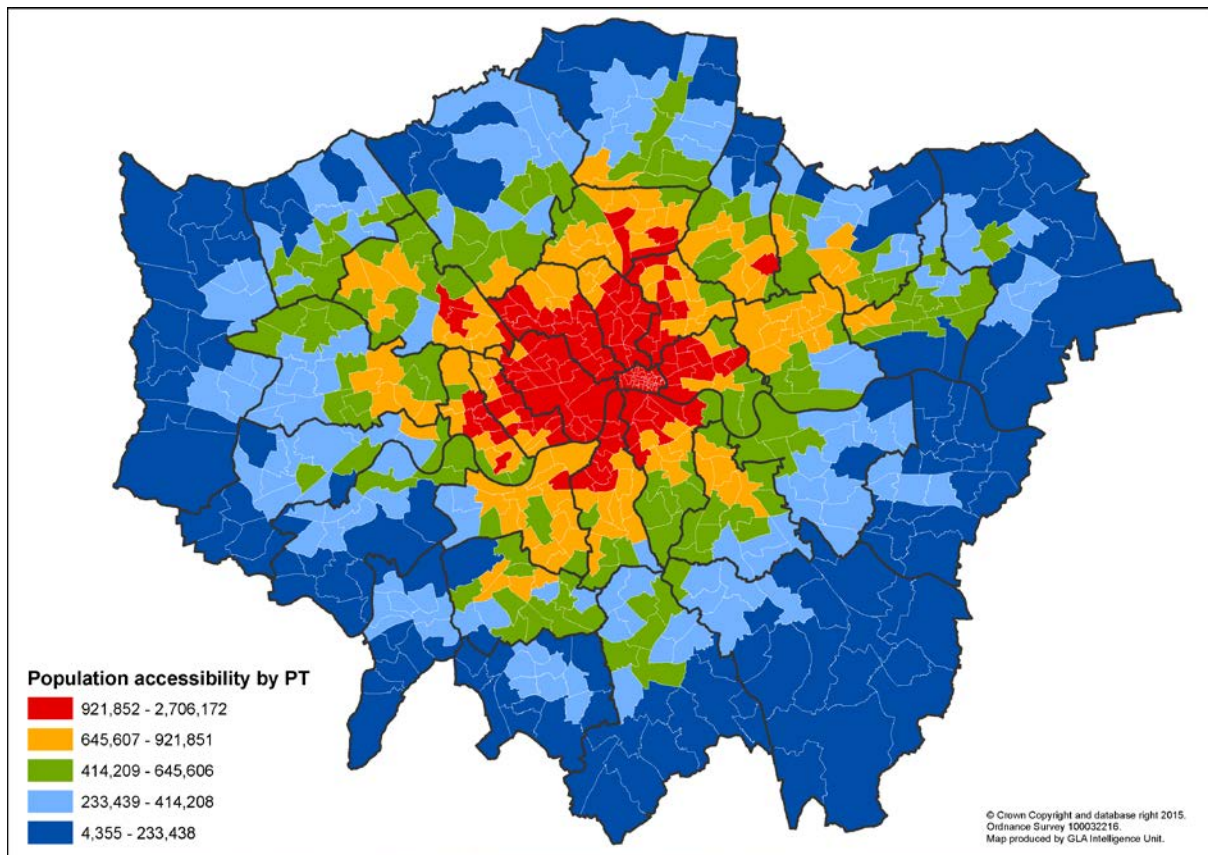 Population accessibility by PT
921,852 - 2,706,172
645,607 - 921,851
414,209 - 645,606
233,439 - 414,208
4,355 - 233,438
© Crown Copyright and database right 2015.
Ordnance Survey 100032216.
Map produced by GLA Intelligence Unit.